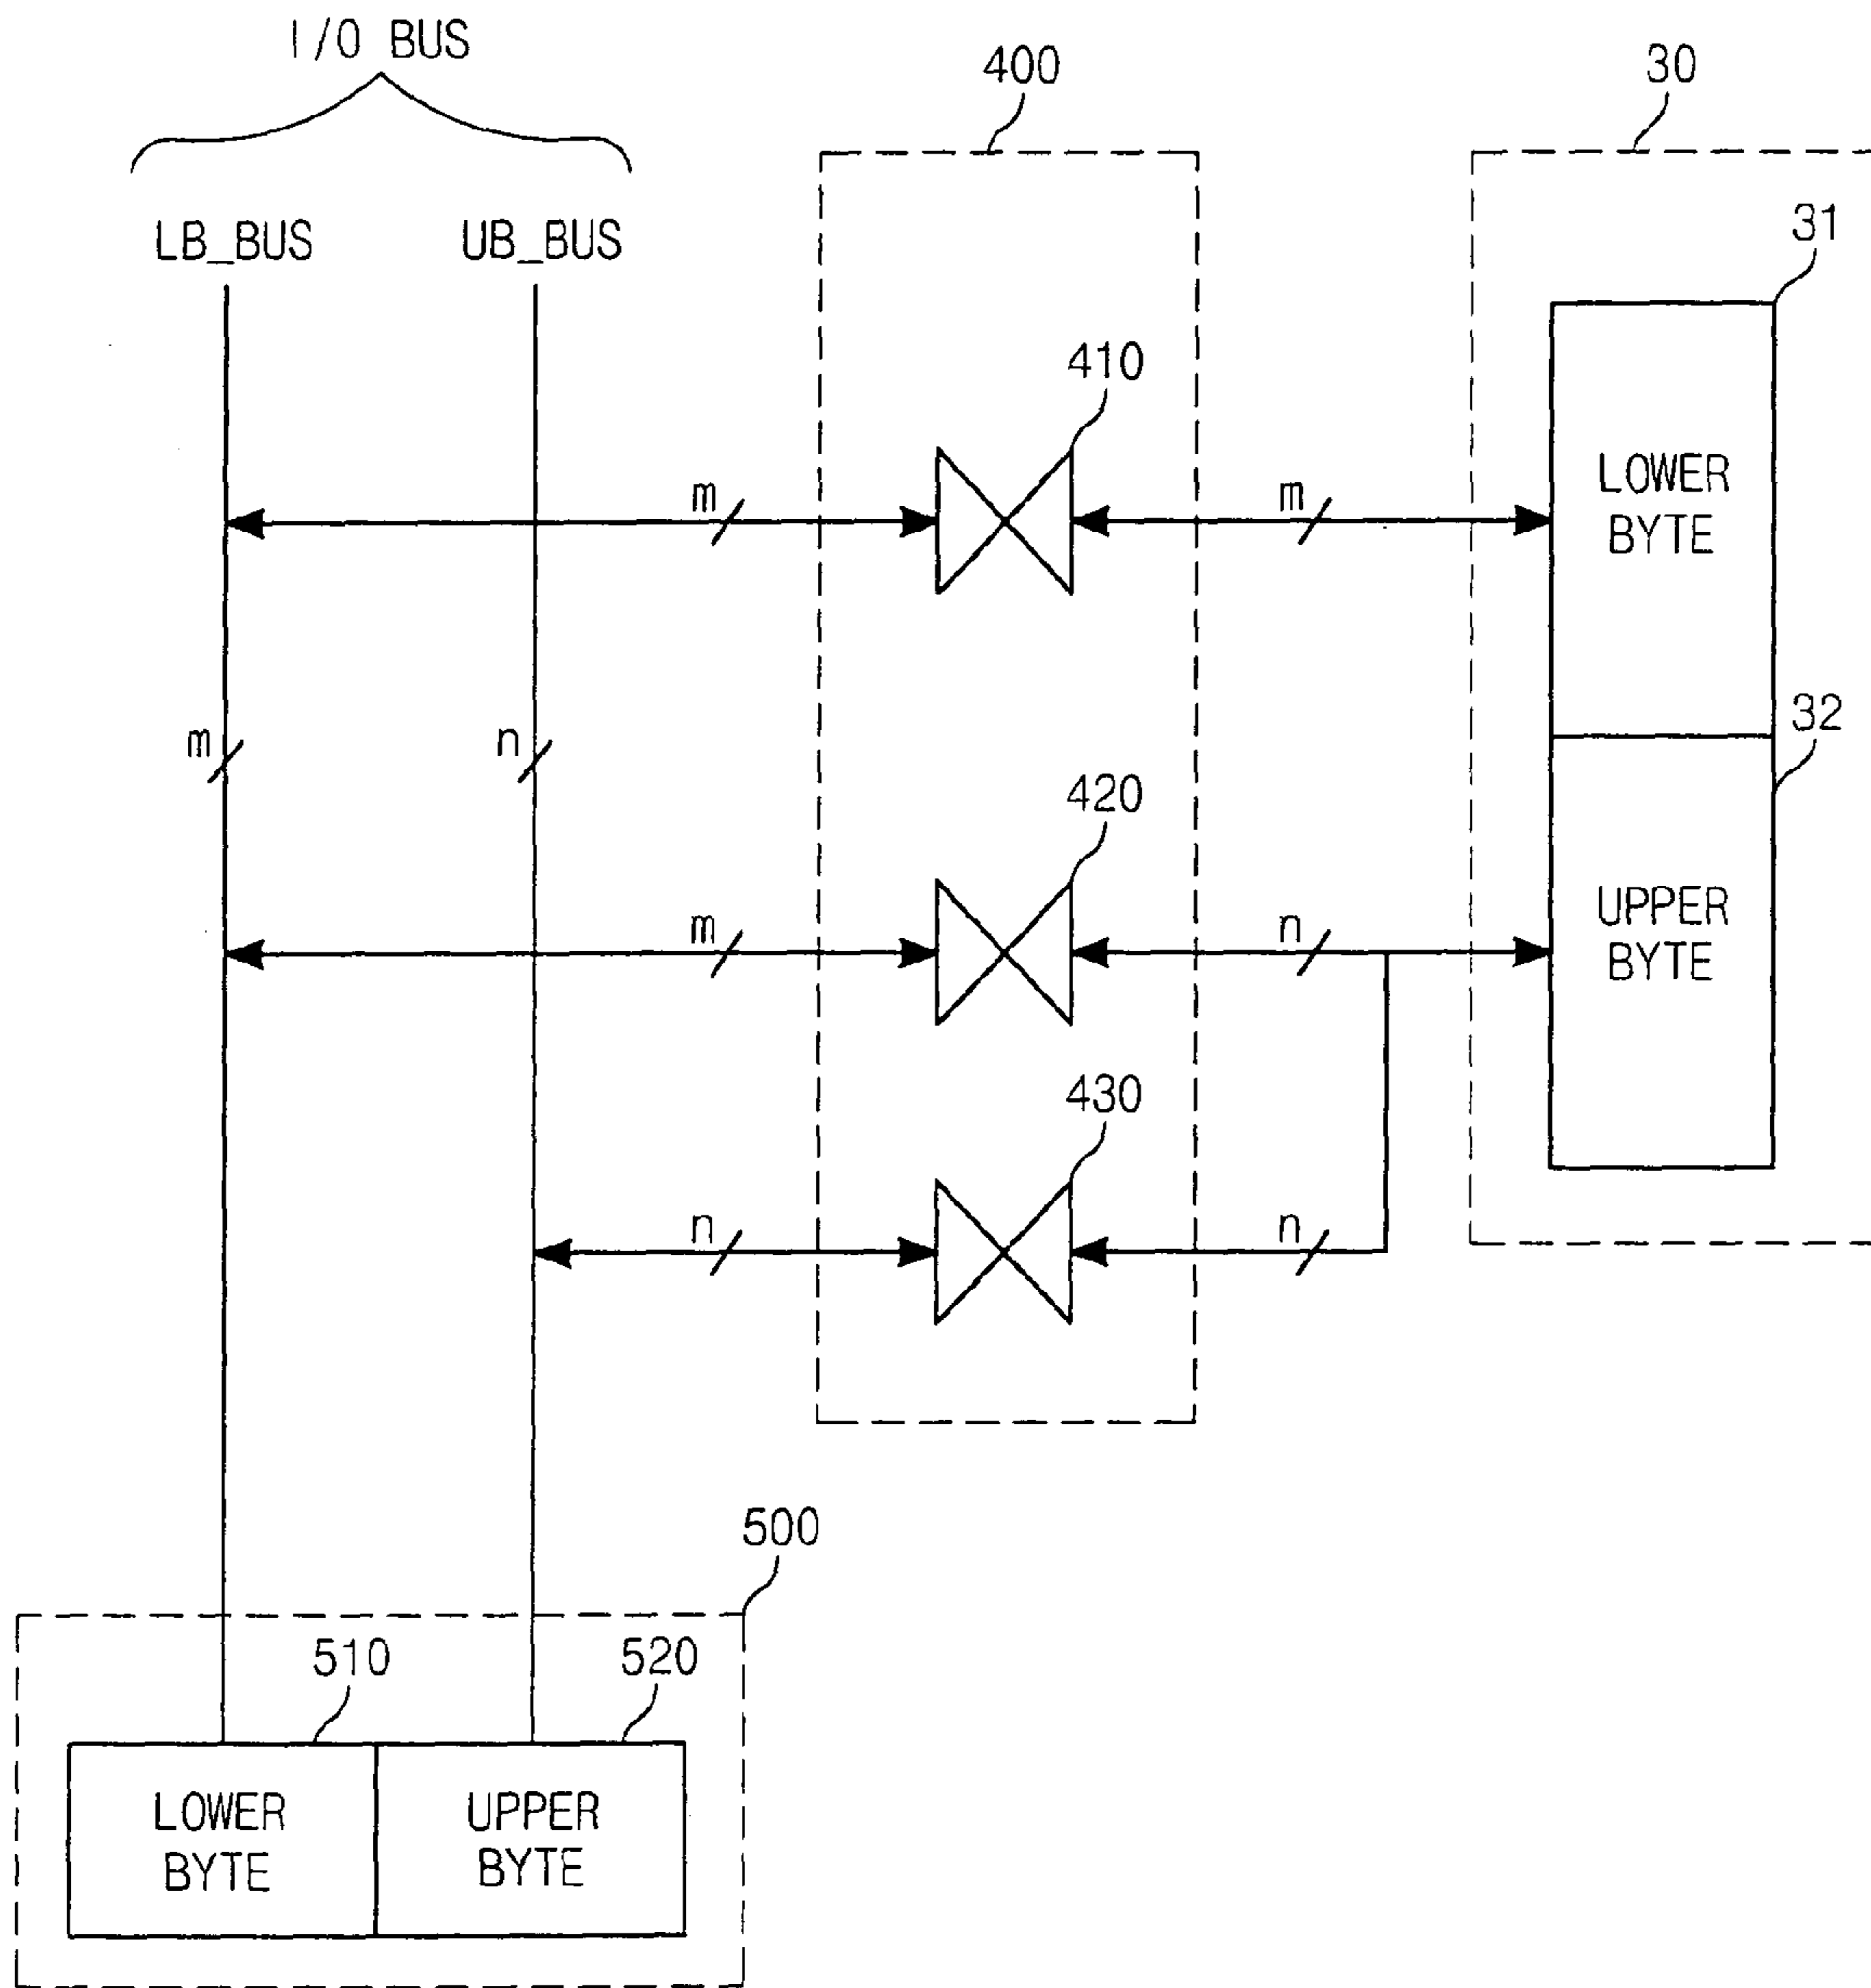 I/O BUS
400
30
LB_BUS
UB_BUS
31
410
LOWER
BYTE
m
m
32
m
n
420
UPPER
BYTE
m
n
430
n
n
500
510
520
LOWER
BYTE
UPPER
BYTE